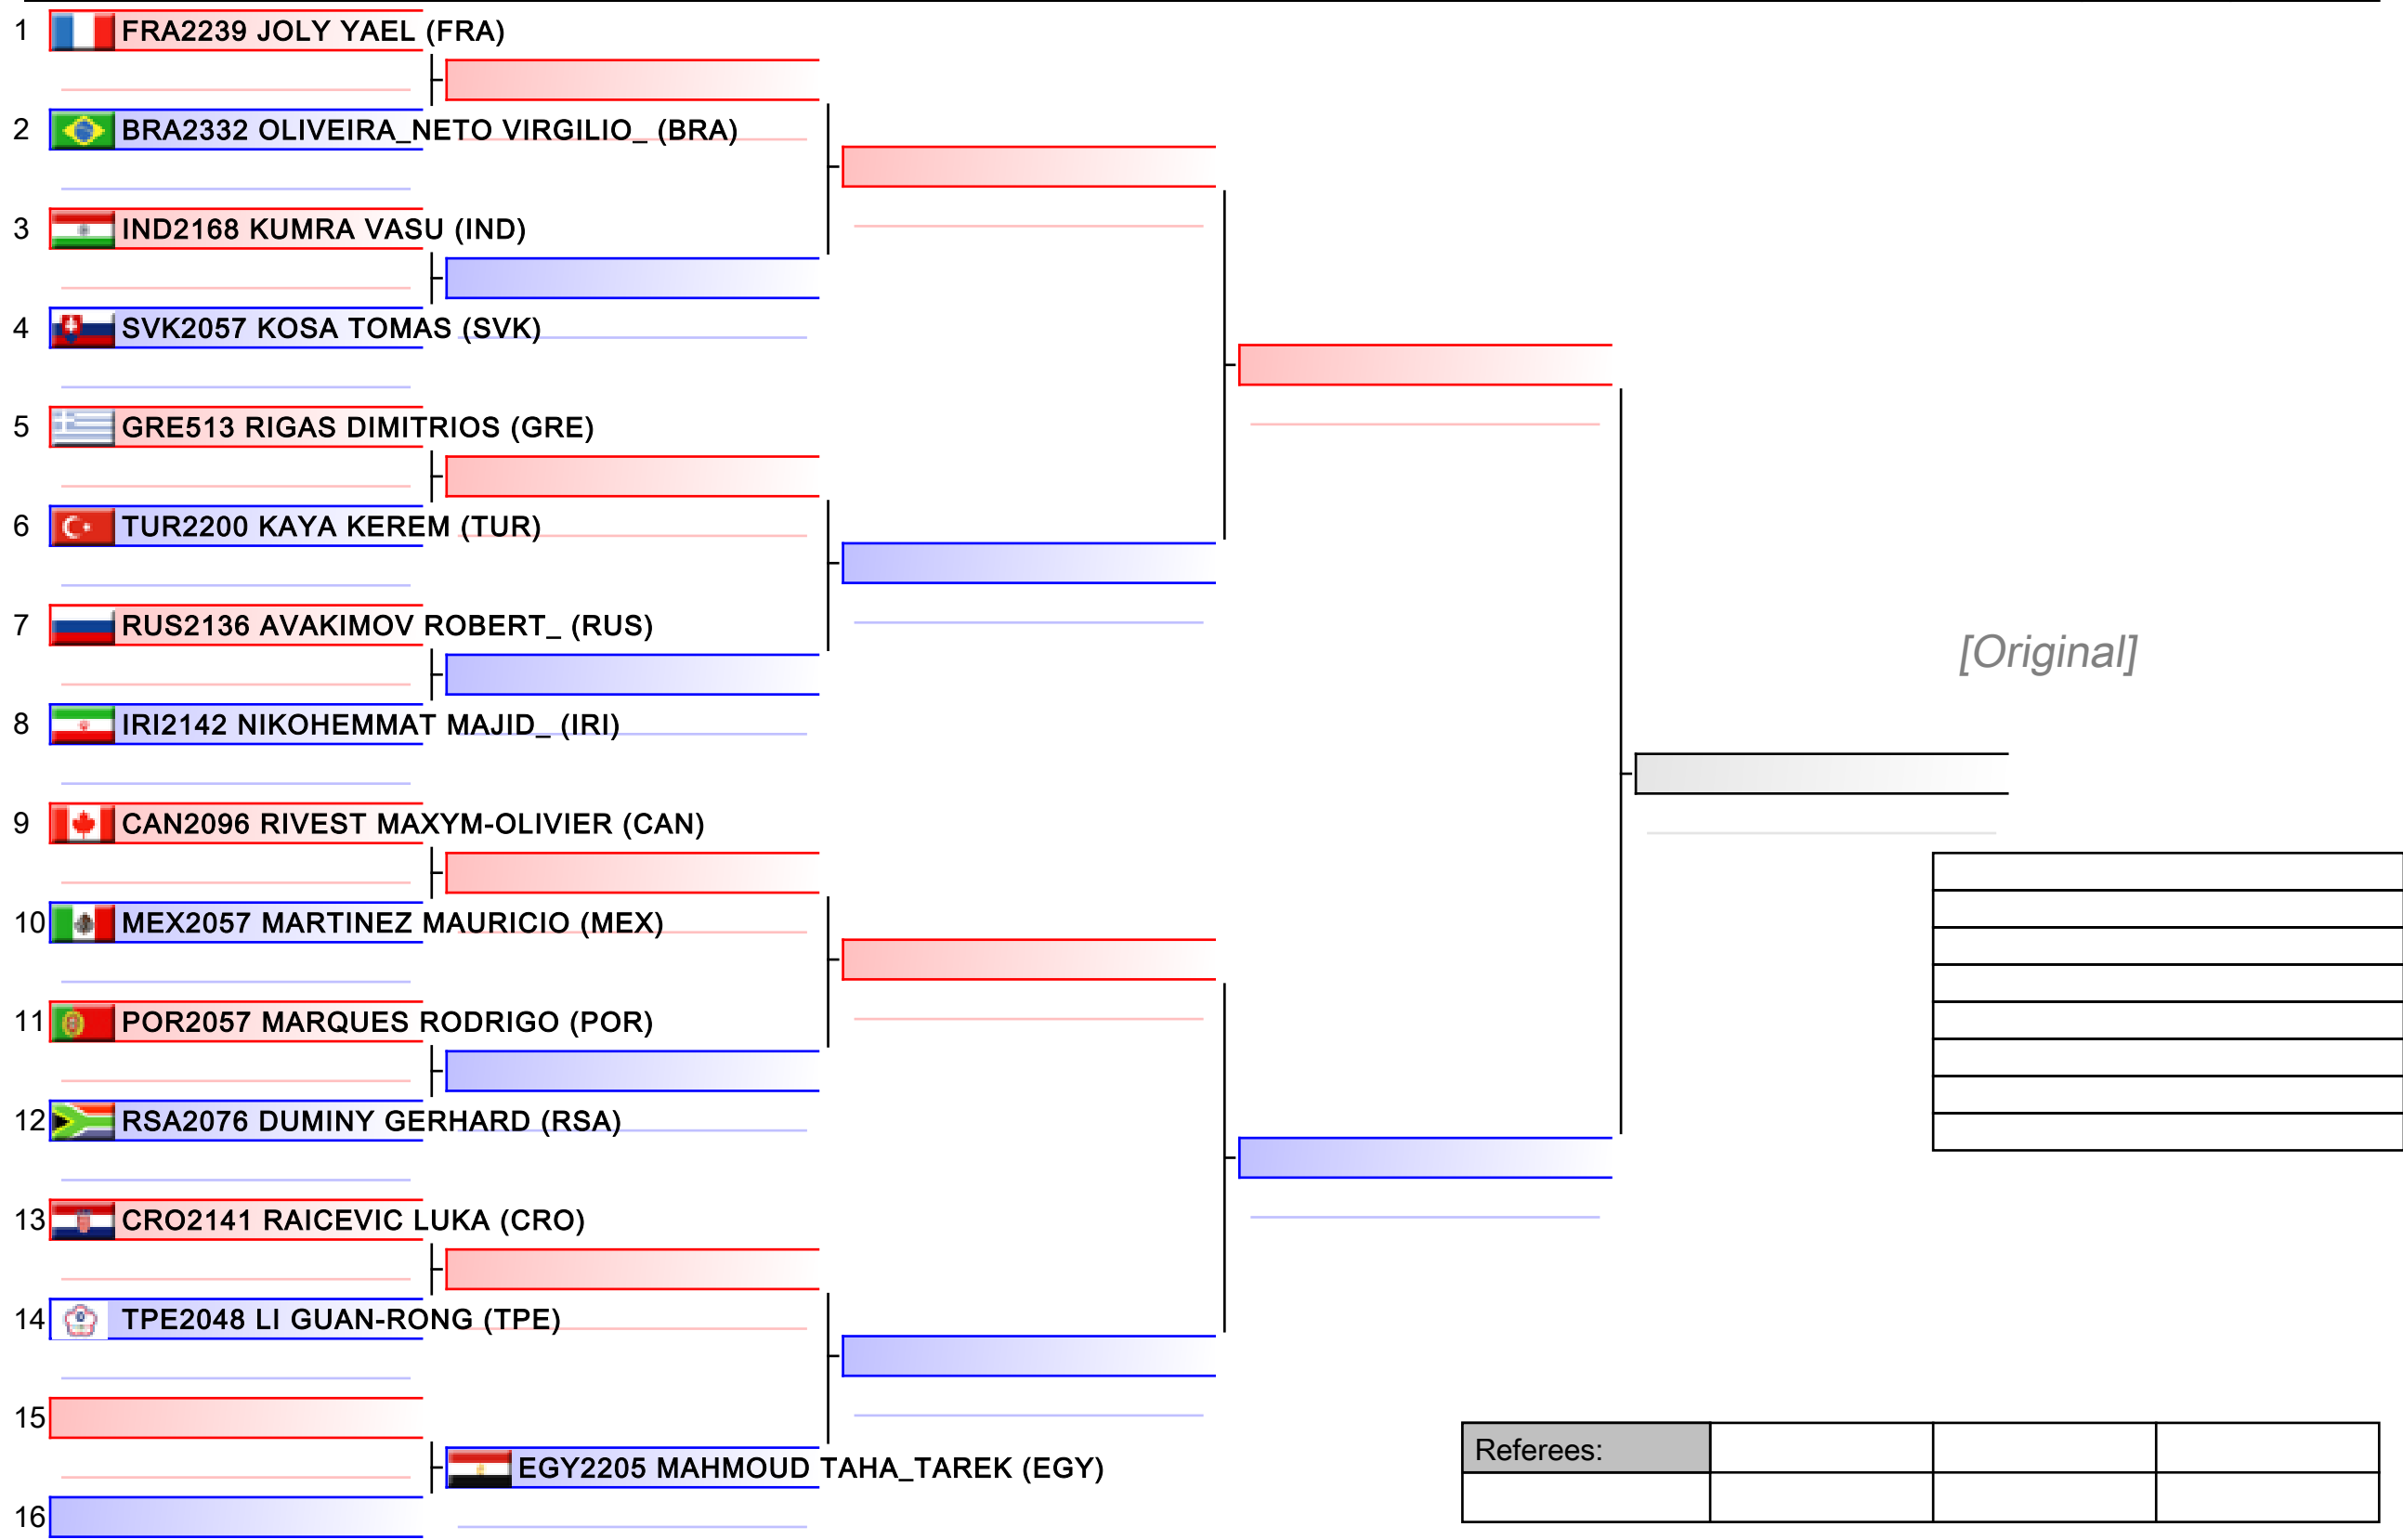 1 FRA2239 JOLY YAEL (FRA)
2 BRA2332 OLIVEIRA_NETO VIRGILIO_ (BRA)
3 IND2168 KUMRA VASU (IND)
4 SVK2057 KOSA TOMAS (SVK)
5 GRE513 RIGAS DIMITRIOS (GRE)
6 TUR2200 KAYA KEREM (TUR)
7 RUS2136 AVAKIMOV ROBERT_ (RUS)
[Original]
8 IRI2142 NIKOHEMMAT MAJID_ (IRI)
9 CAN2096 RIVEST MAXYM-OLIVIER (CAN)
10 MEX2057 MARTINEZ MAURICIO (MEX)
11 POR2057 MARQUES RODRIGO (POR)
12 RSA2076 DUMINY GERHARD (RSA)
13 CRO2141 RAICEVIC LUKA (CRO)
14 TPE2048 LI GUAN-RONG (TPE)
15
Referees:
EGY2205 MAHMOUD TAHA_TAREK (EGY)
16